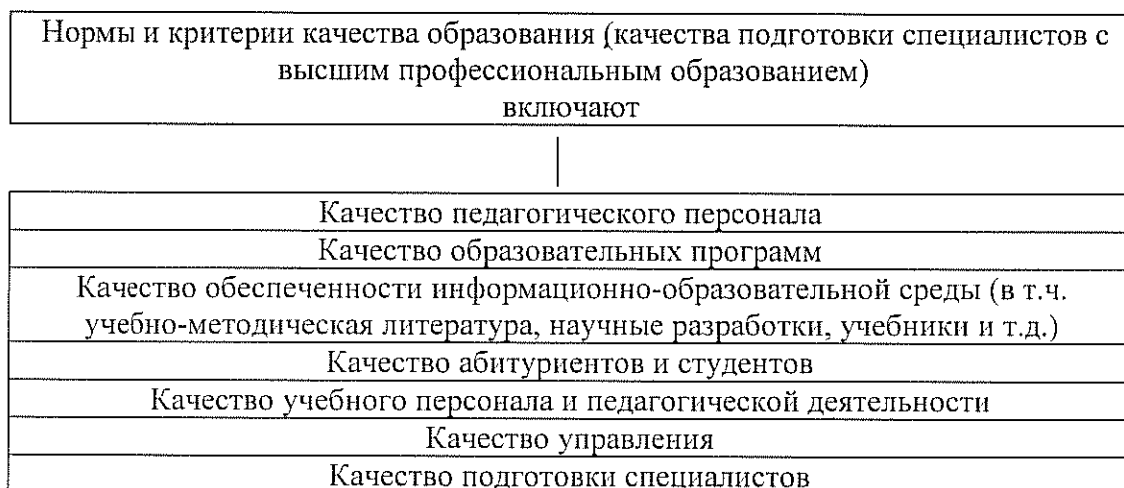 Нормы и критерии качества образования (качества подготовки специалистов с
высшим профессиональным образованием)
включают
Качество педагогического персонала
Качество образовательных программ
Качество обеспеченности информационно-образовательной среды (в т.ч.
учебно-методическая литература, научные разработки, учебники и т.д.)
Качество абитуриентов и студентов
Качество учебного персонала и педагогической деятельности
Качество управления
Качество подготовки специалистов